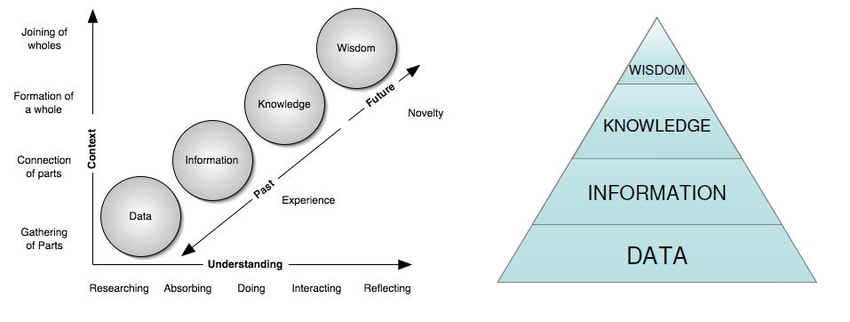 Joining of
wholes
Formation of
a whole
Connection
of parts
Gathering
of Parts
Context
Wisdom
Knowledge
Information
Data
Future
Novelty
Past
Experience
Understanding
Researching Absorbing Doing Interacting Reflecting
WISDOM
KNOWLEDGE
INFORMATION
DATA